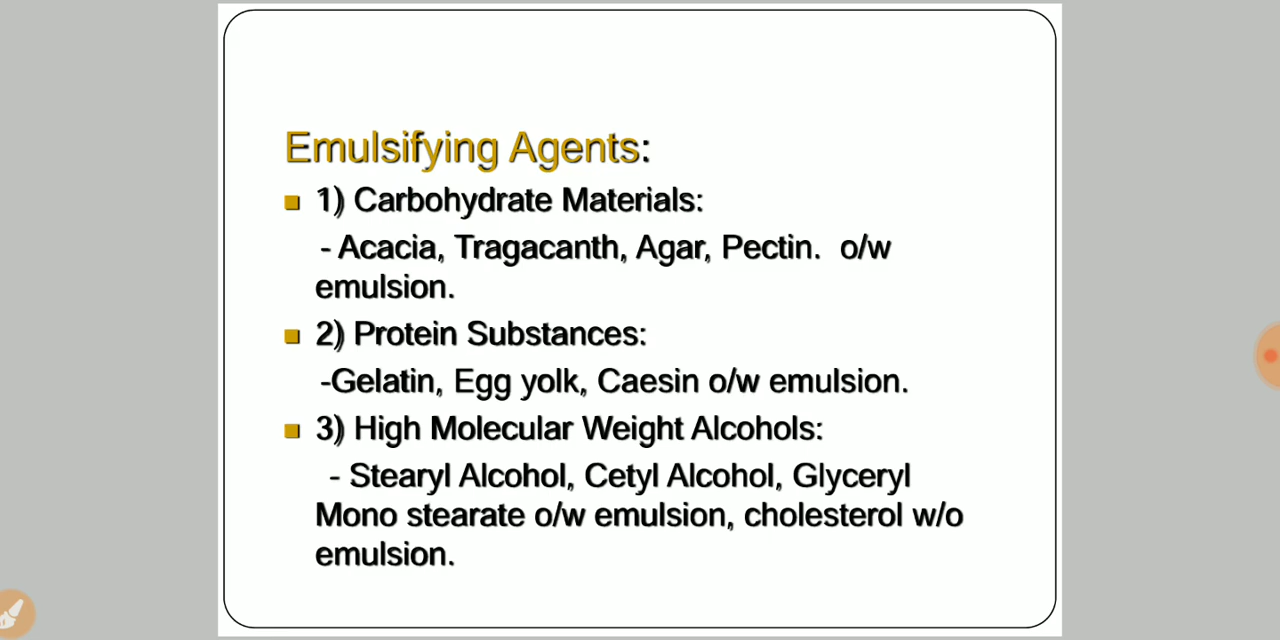 Emulsifying Agents:
1) Carbohydrate Materials:
- Acacia, Tragacanth, Agar, Pectin. o/w
emulsion.
2) Protein Substances:
-Gelatin, Egg yolk, Caesin o/w emulsion.
3) High Molecular Weight Alcohols:
- Stearyl Alcohol, Cetyl Alcohol, Glyceryl
Mono stearate o/w emulsion, cholesterol w/o
emulsion.